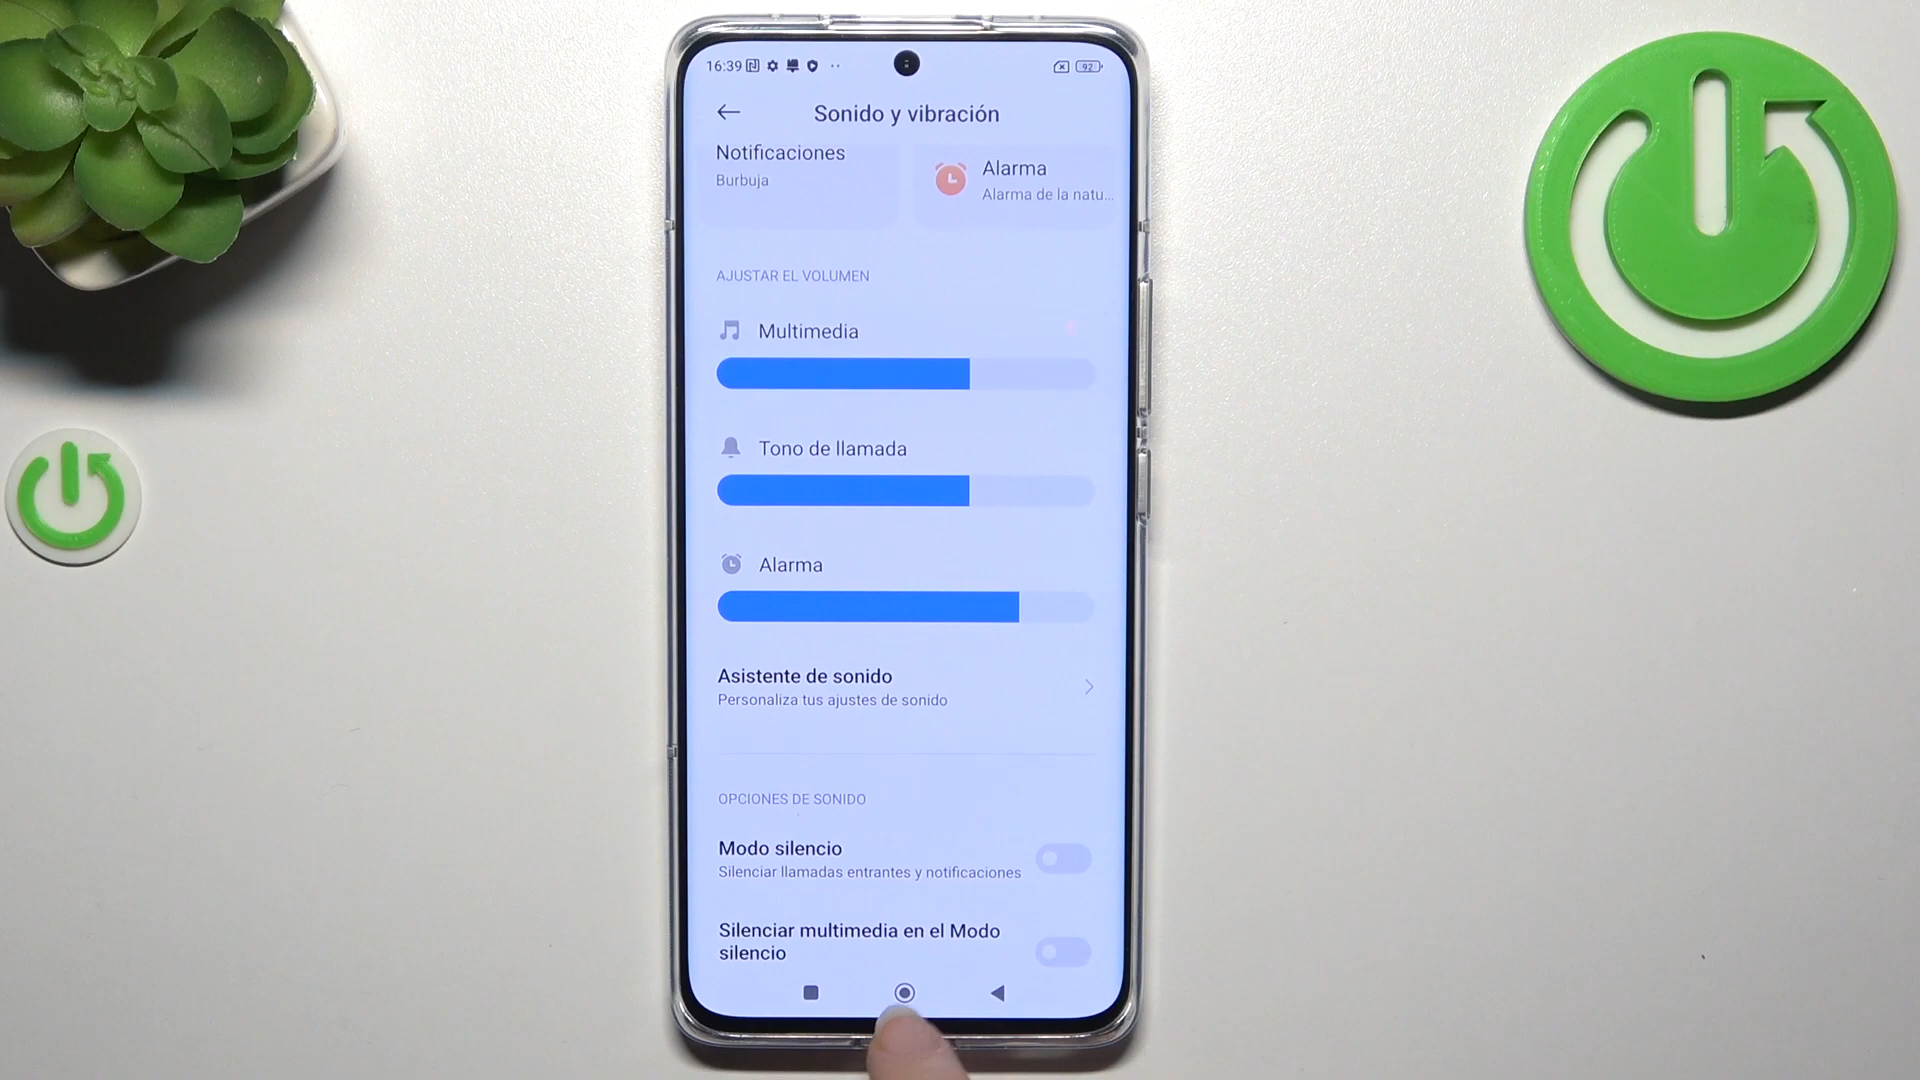 16:39
92
Sonido y vibración
Notificaciones
Burbuja
Alarma
Alarma de la natu...
AJUSTAR EL VOLUMEN
Multimedia
Tono de llamada
Alarma
Asistente de sonido
Personaliza tus ajustes de sonido
OPCIONES DE SONIDO
Modo silencio
Silenciar llamadas entrantes y notificaciones
Silenciar multimedia en el Modo
silencio